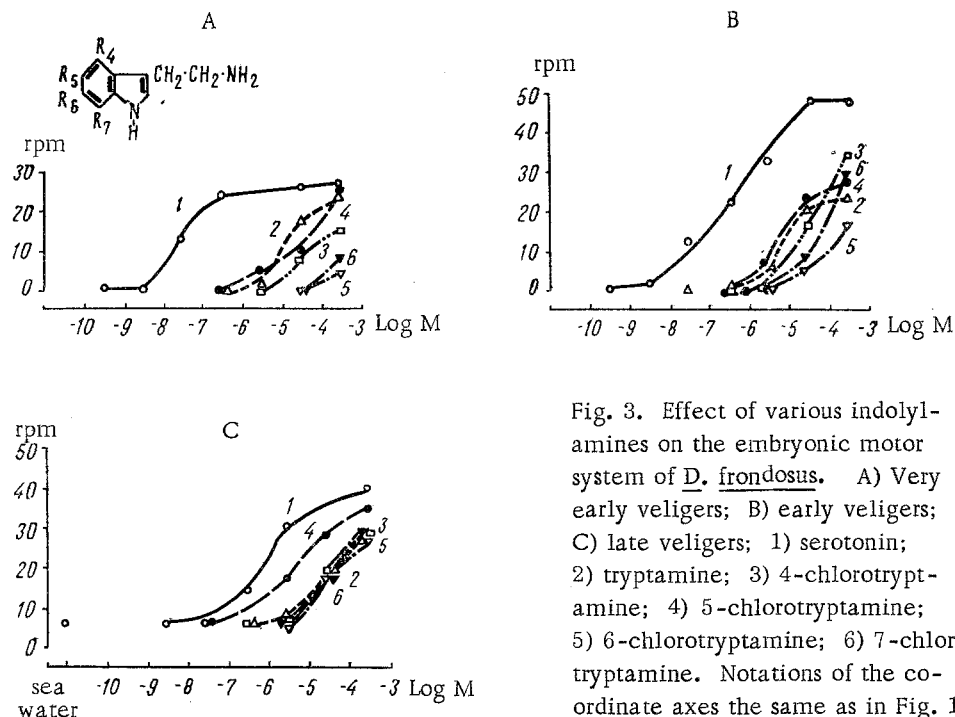 A
R4
R5
R6
R7
CH2·CH2·NH2
N
H
rpm
30
20
10
0
1
2
4
3
6
5
-10 -9 -8 -7 -6 -5 -4 -3 Log M
B
rpm
50
40
30
20
10
0
1
3
6
4
2
5
-10 -9 -8 -7 -6 -5 -4 -3 Log M
C
rpm
50
40
30
20
10
0
1
4
3
5
2
6
sea water
-10 -9 -8 -7 -6 -5 -4 -3 Log M
Fig. 3. Effect of various indolyl-
amines on the embryonic motor
system of D. frondosus. A) Very
early veligers; B) early veligers;
C) late veligers; 1) serotonin;
2) tryptamine; 3) 4-chlorotrypt-
amine; 4) 5-chlorotryptamine;
5) 6-chlorotryptamine; 6) 7-chlor
tryptamine. Notations of the co-
ordinate axes the same as in Fig. 1